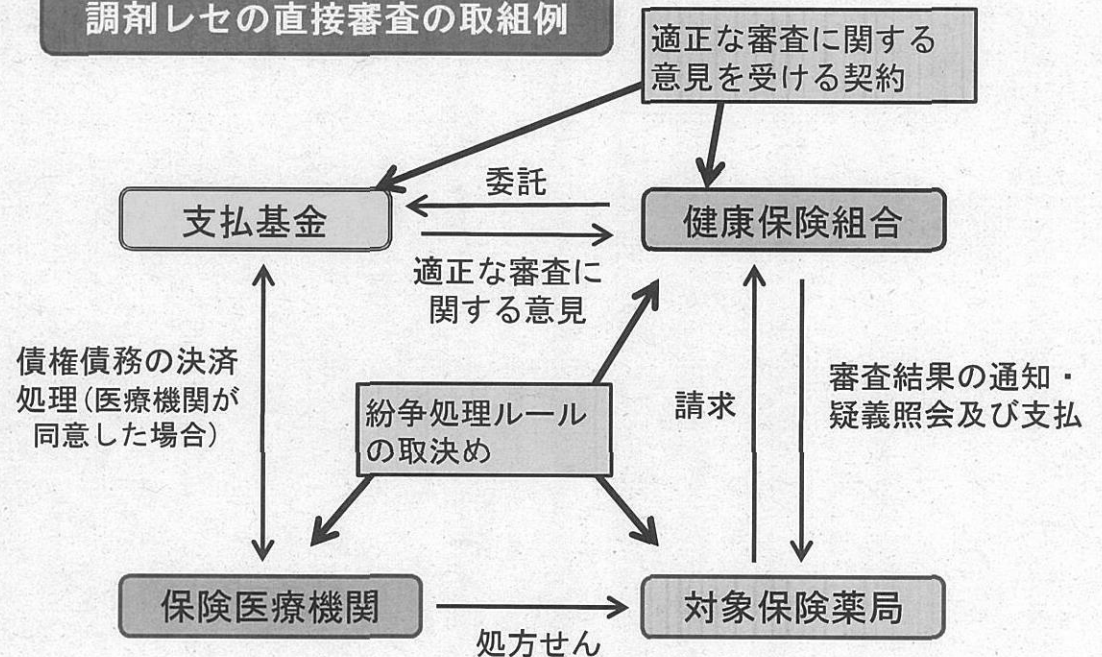 調剤レセの直接審査の取組例
適正な審査に関する
意見を受ける契約
委託
支払基金
健康保険組合
適正な審査に
関する意見
債権債務の決済
処理(医療機関が
同意した場合)
紛争処理ルール
の取決め
請求
審査結果の通知・
疑義照会及び支払
保険医療機関
対象保険薬局
処方せん